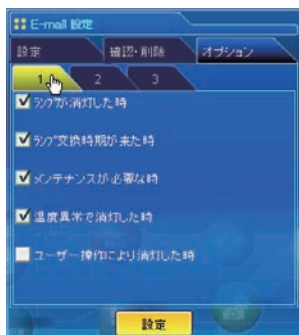 E-mail 設定
設定 確認・削除 オプション
1 2 3
ランプが消灯した時
ランプ交換時期が来た時
メンテナンスが必要な時
温度異常で消灯した時
ユーザー操作により消灯した時
設定